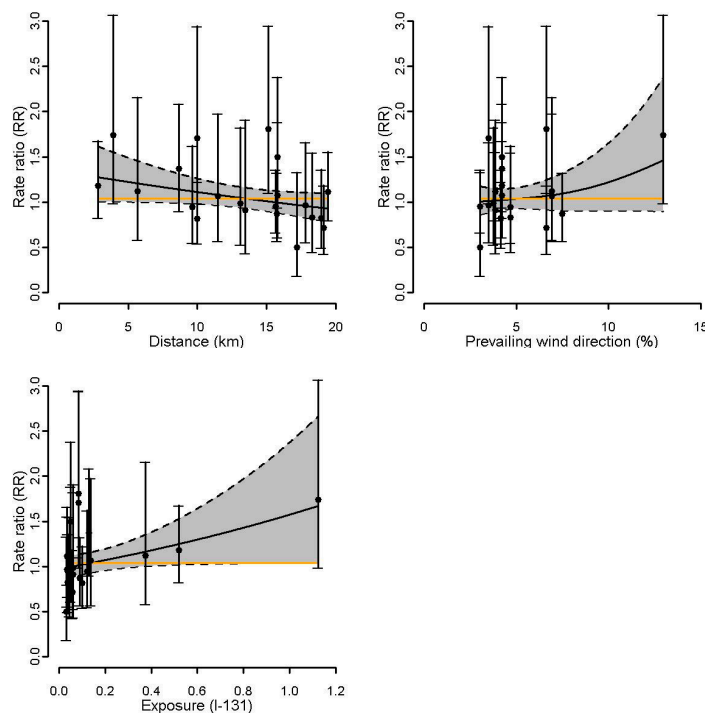 Rate ratio (RR)
0.0 0.5 1.0 1.5 2.0 2.5 3.0
0 5 10 15 20
Distance (km)
Rate ratio (RR)
0.0 0.5 1.0 1.5 2.0 2.5 3.0
0 5 10 15
Prevailing wind direction (%)
Rate ratio (RR)
0.0 0.5 1.0 1.5 2.0 2.5 3.0
0.0 0.2 0.4 0.6 0.8 1.0 1.2
Exposure (I-131)